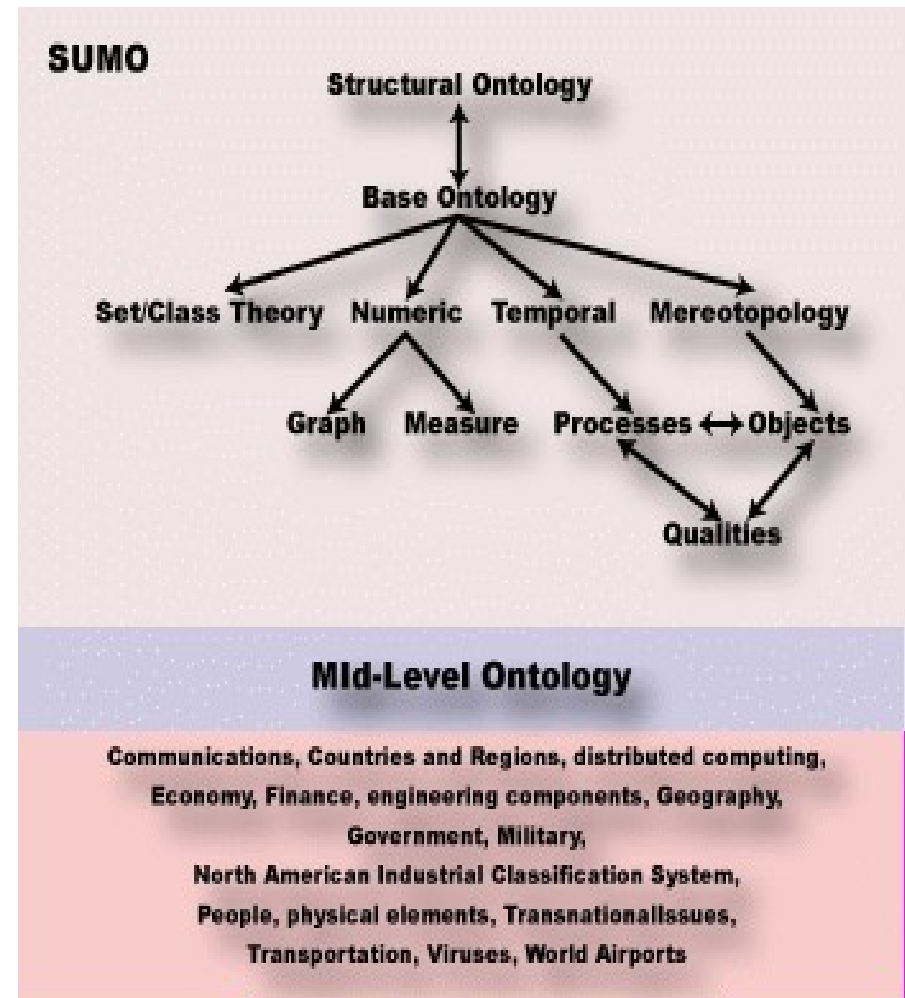 SUMO
Structural Ontology
Base Ontology
Set/Class Theory Numeric Temporal Mereotopology
Graph Measure Processes Objects
Qualities
MId-Level Ontology
Communications, Countries and Regions, distributed computing,
Economy, Finance, engineering components, Geography,
Government, Military,
North American Industrial Classification System,
People, physical elements, TransnationalIssues,
Transportation, Viruses, World Airports